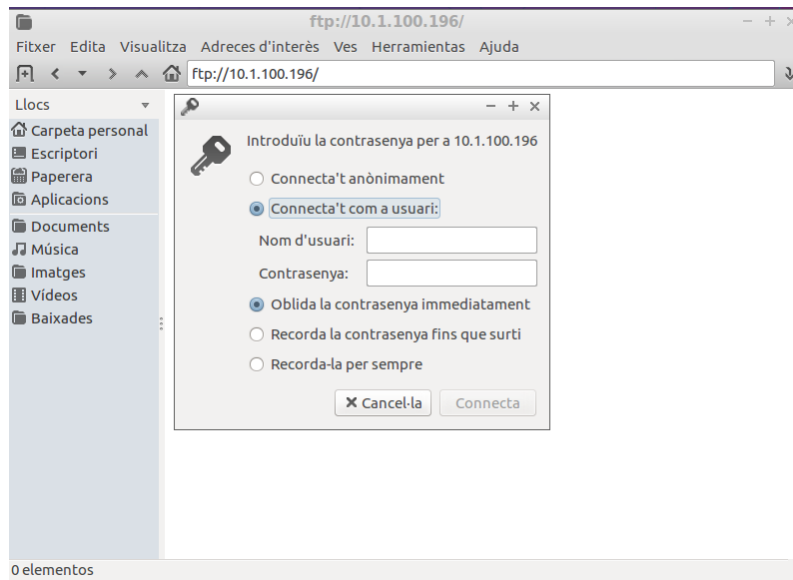 ftp://10.1.100.196/
Fitxer Edita Visualitza Adreces d'interès Ves Herramientas Ajuda
ftp://10.1.100.196/
Llocs
Carpeta personal
Escriptori
Paperera
Aplicacions
Documents
Música
Imatges
Vídeos
Baixades
Introduïu la contrasenya per a 10.1.100.196
Connecta't anònimament
Connecta't com a usuari:
Nom d'usuari:
Contrasenya:
Oblida la contrasenya immediatament
Recorda la contrasenya fins que surti
Recorda-la per sempre
Cancel·la Connecta
0 elementos